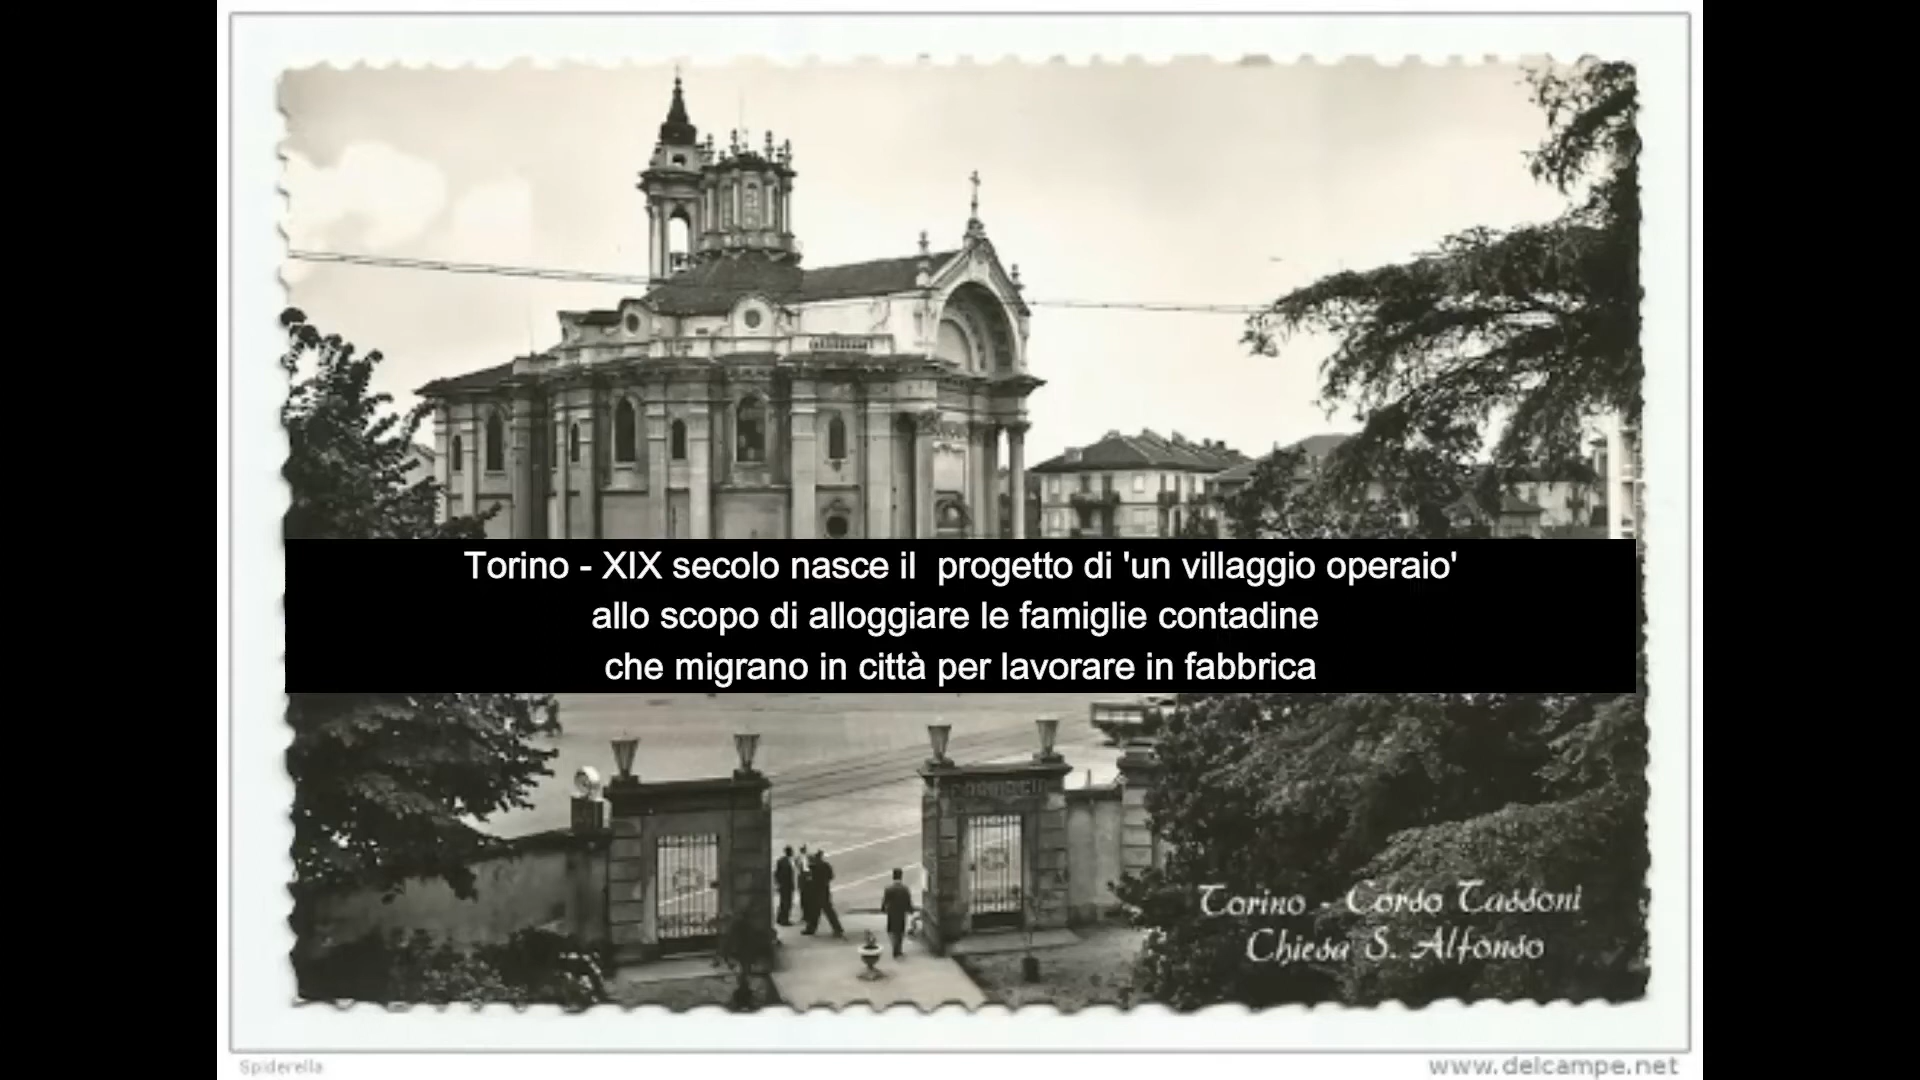 Torino - XIX secolo nasce il  progetto di 'un villaggio operaio'
allo scopo di alloggiare le famiglie contadine
che migrano in città per lavorare in fabbrica
Torino - Corso Tassoni
Chiesa S. Alfonso
Spiderella
www.delcampe.net